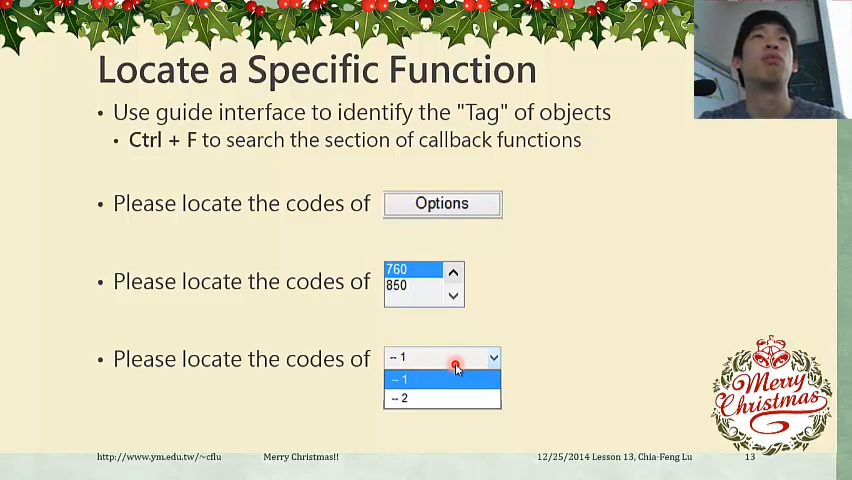 Locate a Specific Function
• Use guide interface to identify the "Tag" of objects
• Ctrl + F to search the section of callback functions
• Please locate the codes of Options
• Please locate the codes of 760
850
• Please locate the codes of -- 1
-- 1
-- 2
Merry
Christmas
http://www.ym.edu.tw/~cflu Merry Christmas!! 12/25/2014 Lesson 13, Chia-Feng Lu 13